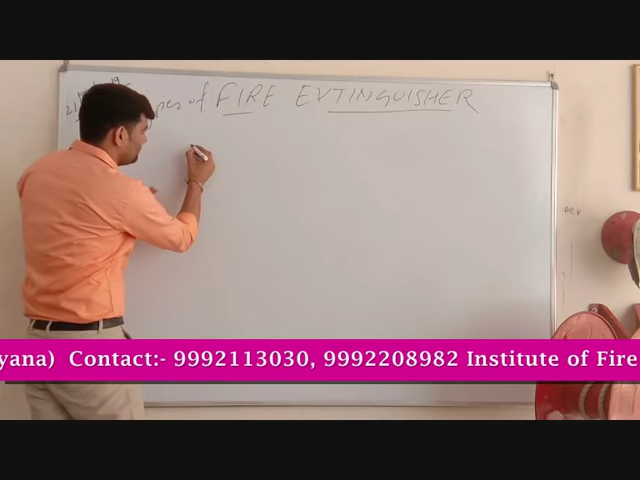 pes of FIRE EXTINGUISHER
yana) Contact:- 9992113030, 9992208982 Institute of Fire